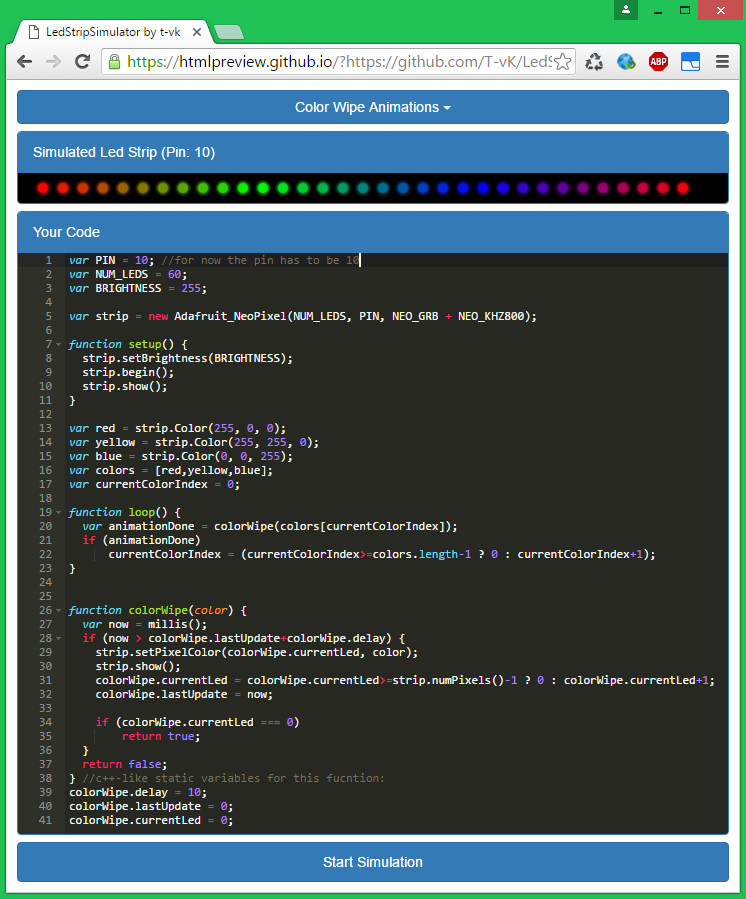 LedStripSimulator by t-vk
https://htmlpreview.github.io/?https://github.com/T-vK/LedS
ABP
Color Wipe Animations
Simulated Led Strip (Pin: 10)
Your Code
1 var PIN = 10; //for now the pin has to be 10
2 var NUM_LEDS = 60;
3 var BRIGHTNESS = 255;
4
5 var strip = new Adafruit_NeoPixel(NUM_LEDS, PIN, NEO_GRB + NEO_KHZ800);
6
7 function setup() {
8 strip.setBrightness(BRIGHTNESS);
9 strip.begin();
10 strip.show();
11 }
12
13 var red = strip.Color(255, 0, 0);
14 var yellow = strip.Color(255, 255, 0);
15 var blue = strip.Color(0, 0, 255);
16 var colors = [red,yellow,blue];
17 var currentColorIndex = 0;
18
19 function loop() {
20 var animationDone = colorWipe(colors[currentColorIndex]);
21 if (animationDone)
22 currentColorIndex = (currentColorIndex>=colors.length-1 ? 0 : currentColorIndex+1);
23 }
24
25
26 function colorWipe(color) {
27 var now = millis();
28 if (now > colorWipe.lastUpdate+colorWipe.delay) {
29 strip.setPixelColor(colorWipe.currentLed, color);
30 strip.show();
31 colorWipe.currentLed = colorWipe.currentLed>=strip.numPixels()-1 ? 0 : colorWipe.currentLed+1;
32 colorWipe.lastUpdate = now;
33
34 if (colorWipe.currentLed === 0)
35 return true;
36 }
37 return false;
38 } //c++-like static variables for this fucntion:
39 colorWipe.delay = 10;
40 colorWipe.lastUpdate = 0;
41 colorWipe.currentLed = 0;
Start Simulation